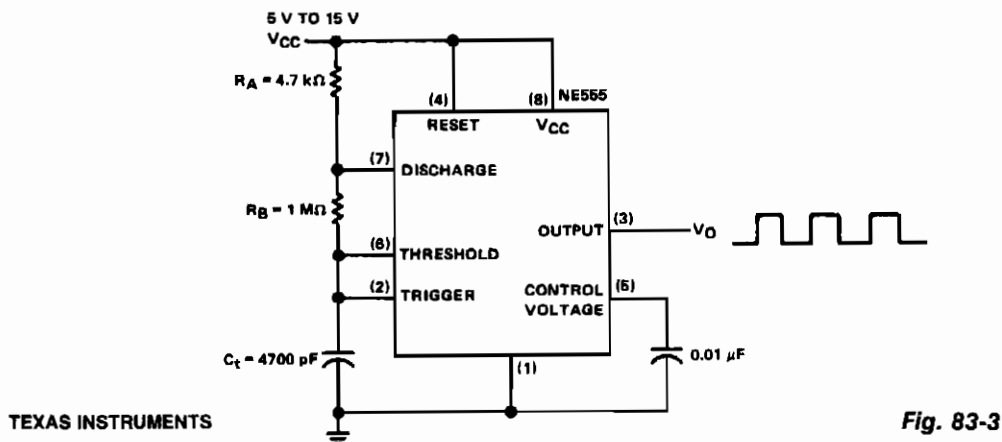 5 V TO 15 V
VCC
RA = 4.7 kΩ
(4)
(8)
NE555
RESET
VCC
(7)
DISCHARGE
RB = 1 MΩ
OUTPUT
(3)
VO
(6)
THRESHOLD
(2)
TRIGGER
CONTROL
VOLTAGE
(5)
Ct = 4700 pF
(1)
0.01 μF
TEXAS INSTRUMENTS
Fig. 83-3